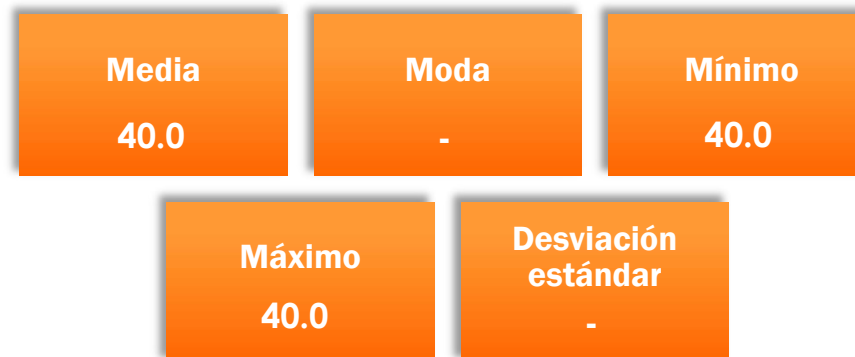 Media
40.0
Moda
-
Mínimo
40.0
Máximo
40.0
Desviación
estándar
-